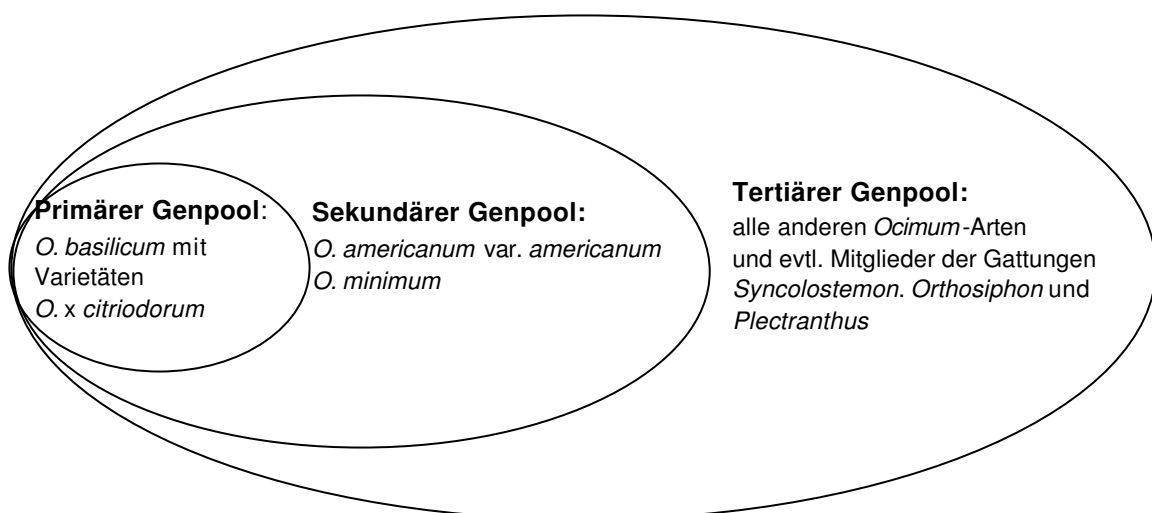 Primärer Genpool:
O. basilicum mit
Varietäten
O. x citriodorum
Sekundärer Genpool:
O. americanum var. americanum
O. minimum
Tertiärer Genpool:
alle anderen Ocimum-Arten
und evtl. Mitglieder der Gattungen
Syncolostemon. Orthosiphon und
Plectranthus